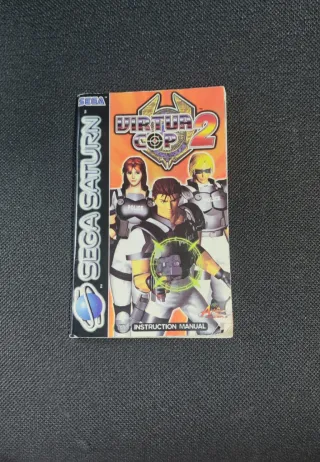 SEGA
SEGA SATURN
VIRTUA
COP 2
INSTRUCTION MANUAL